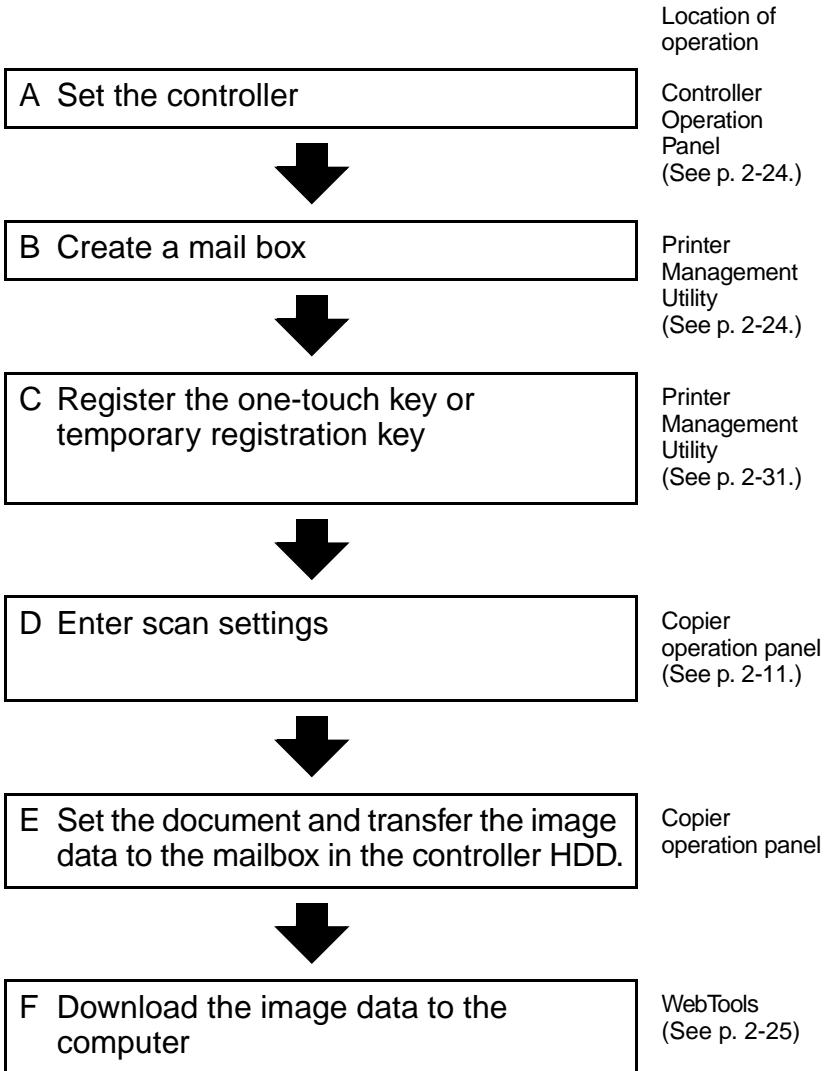 Location of
operation
A Set the controller
Controller
Operation
Panel
(See p. 2-24.)
B Create a mail box
Printer
Management
Utility
(See p. 2-24.)
C Register the one-touch key or
temporary registration key
Printer
Management
Utility
(See p. 2-31.)
D Enter scan settings
Copier
operation panel
(See p. 2-11.)
E Set the document and transfer the image
data to the mailbox in the controller HDD.
Copier
operation panel
F Download the image data to the
computer
WebTools
(See p. 2-25)